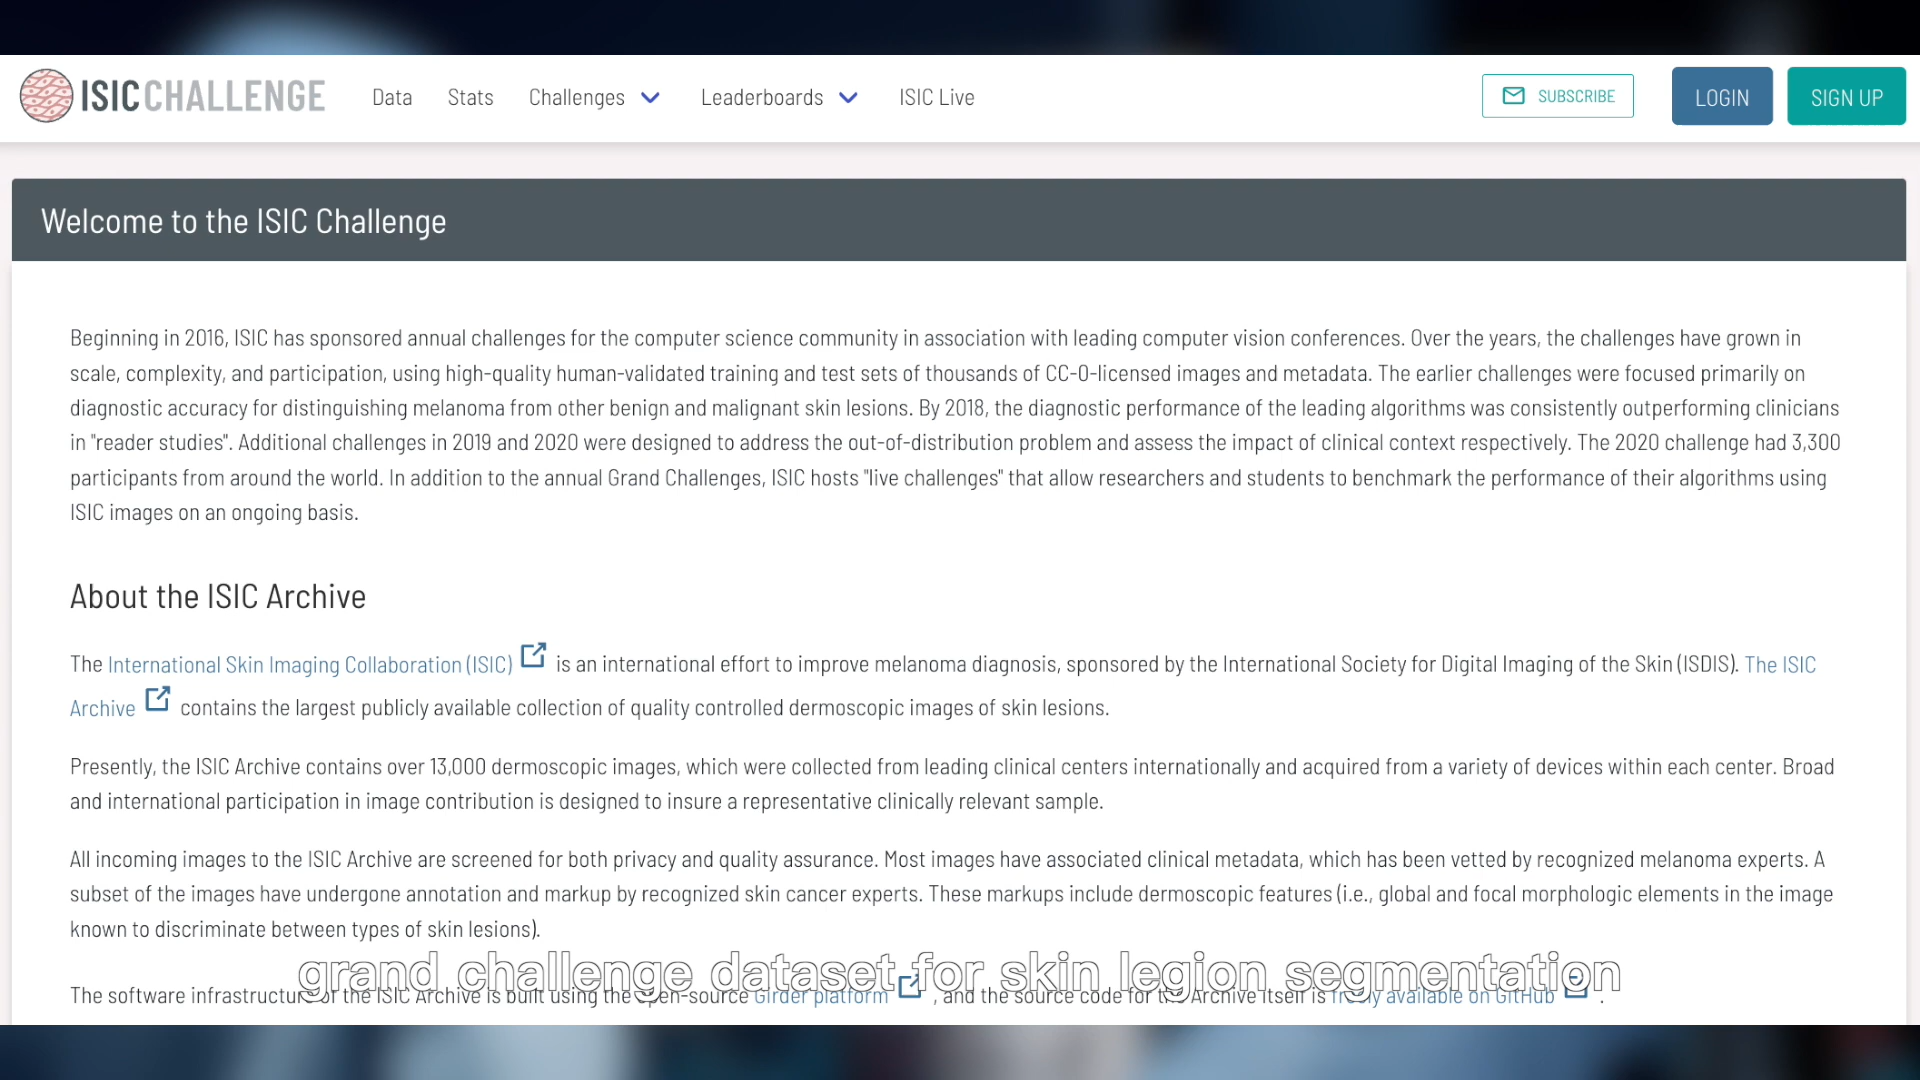 ISIC CHALLENGE Data Stats Challenges Leaderboards ISIC Live SUBSCRIBE LOGIN SIGN UP
Welcome to the ISIC Challenge
Beginning in 2016, ISIC has sponsored annual challenges for the computer science community in association with leading computer vision conferences. Over the years, the challenges have grown in
scale, complexity, and participation, using high-quality human-validated training and test sets of thousands of CC-0-licensed images and metadata. The earlier challenges were focused primarily on
diagnostic accuracy for distinguishing melanoma from other benign and malignant skin lesions. By 2018, the diagnostic performance of the leading algorithms was consistently outperforming clinicians
in "reader studies". Additional challenges in 2019 and 2020 were designed to address the out-of-distribution problem and assess the impact of clinical context respectively. The 2020 challenge had 3,300
participants from around the world. In addition to the annual Grand Challenges, ISIC hosts "live challenges" that allow researchers and students to benchmark the performance of their algorithms using
ISIC images on an ongoing basis.
About the ISIC Archive
The International Skin Imaging Collaboration (ISIC) is an international effort to improve melanoma diagnosis, sponsored by the International Society for Digital Imaging of the Skin (ISDIS). The ISIC
Archive contains the largest publicly available collection of quality controlled dermoscopic images of skin lesions.
Presently, the ISIC Archive contains over 13,000 dermoscopic images, which were collected from leading clinical centers internationally and acquired from a variety of devices within each center. Broad
and international participation in image contribution is designed to insure a representative clinically relevant sample.
All incoming images to the ISIC Archive are screened for both privacy and quality assurance. Most images have associated clinical metadata, which has been vetted by recognized melanoma experts. A
subset of the images have undergone annotation and markup by recognized skin cancer experts. These markups include dermoscopic features (i.e., global and focal morphologic elements in the image
known to discriminate between types of skin lesions).
grand challenge dataset for skin legion segmentation
The software infrastructure of the ISIC Archive is built using the open-source Girder platform , and the source code for the Archive itself is freely available on GitHub .